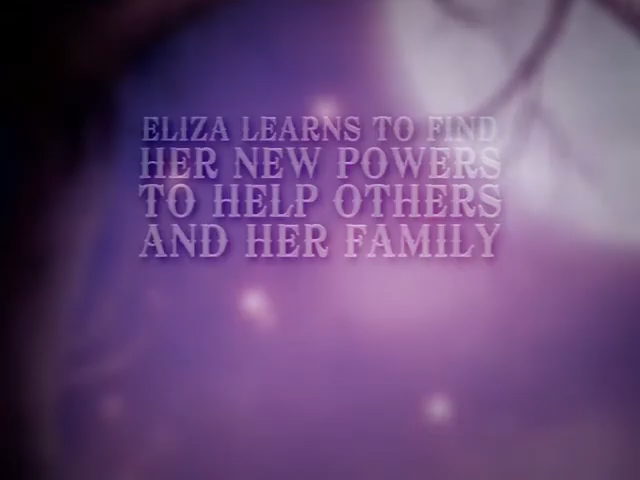 ELIZA LEARNS TO FIND
HER NEW POWERS
TO HELP OTHERS
AND HER FAMILY